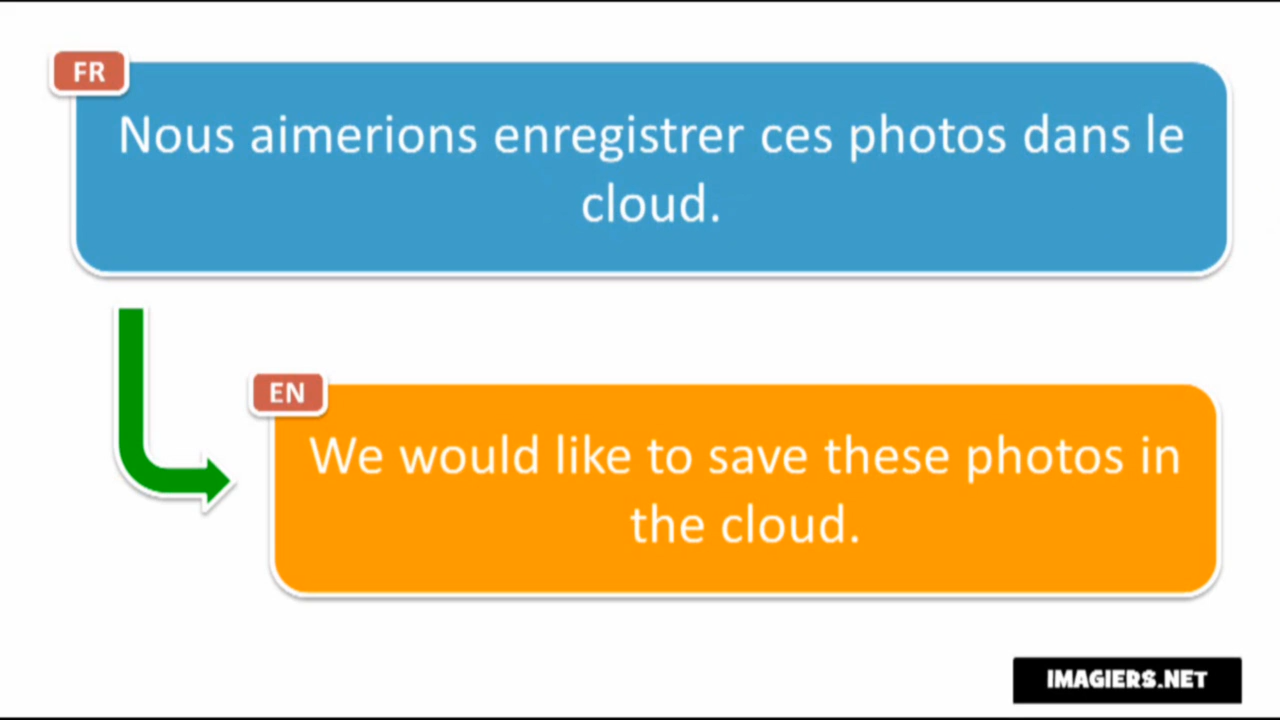 FR
Nous aimerions enregistrer ces photos dans le
cloud.
EN
We would like to save these photos in
the cloud.
IMAGIERS.NET